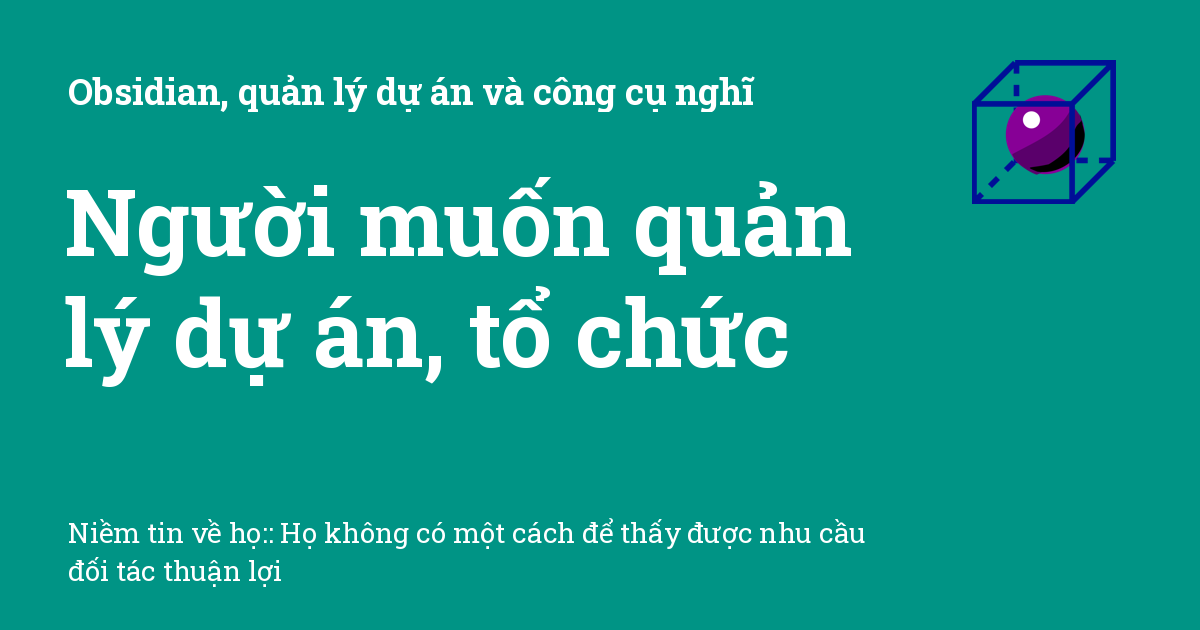 Obsidian, quản lý dự án và công cụ nghĩ
Người muốn quản
lý dự án, tổ chức
Niềm tin về họ:: Họ không có một cách để thấy được nhu cầu
đối tác thuận lợi